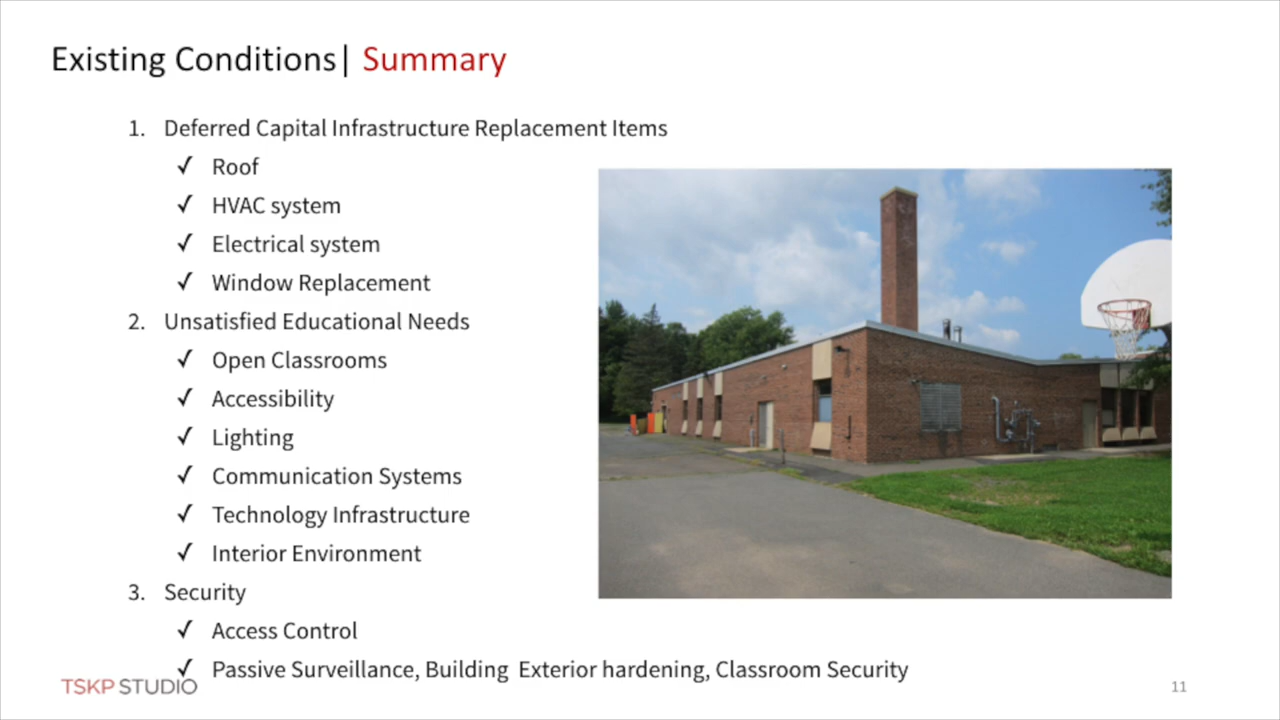 Existing Conditions| Summary
1. Deferred Capital Infrastructure Replacement Items
✓ Roof
✓ HVAC system
✓ Electrical system
✓ Window Replacement
2. Unsatisfied Educational Needs
✓ Open Classrooms
✓ Accessibility
✓ Lighting
✓ Communication Systems
✓ Technology Infrastructure
✓ Interior Environment
3. Security
✓ Access Control
✓ Passive Surveillance, Building  Exterior hardening, Classroom Security
TSKP STUDIO
11